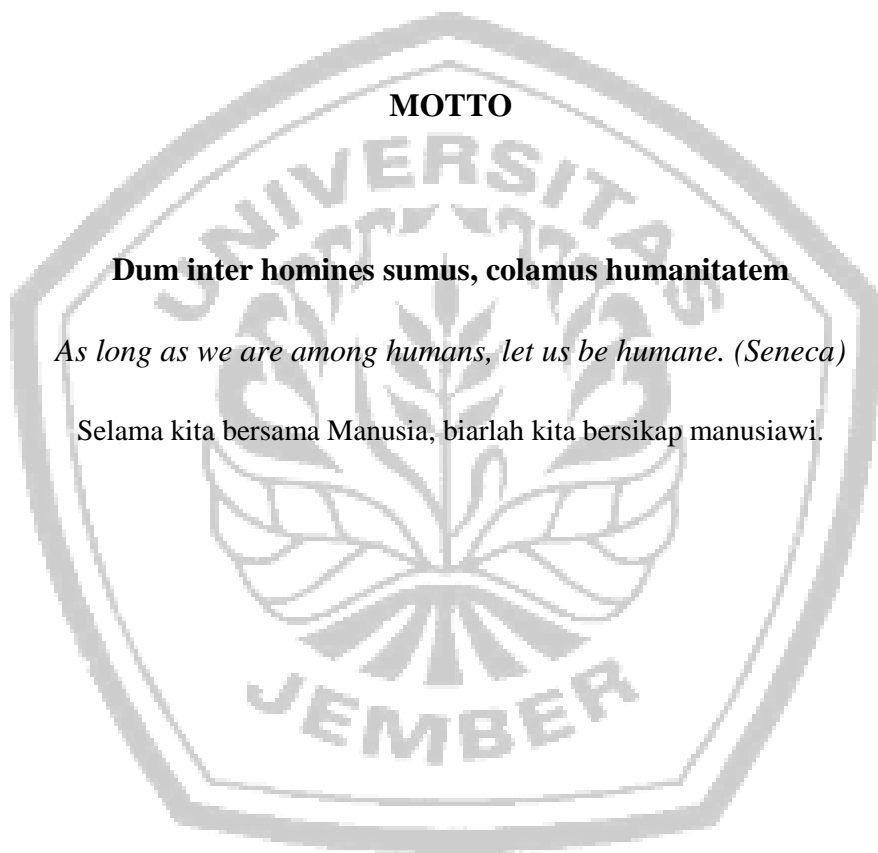 MOTTO
UNIVERSITAS
Dum inter homines sumus, colamus humanitatem
As long as we are among humans, let us be humane. (Seneca)
Selama kita bersama Manusia, biarlah kita bersikap manusiawi.
JEMBER